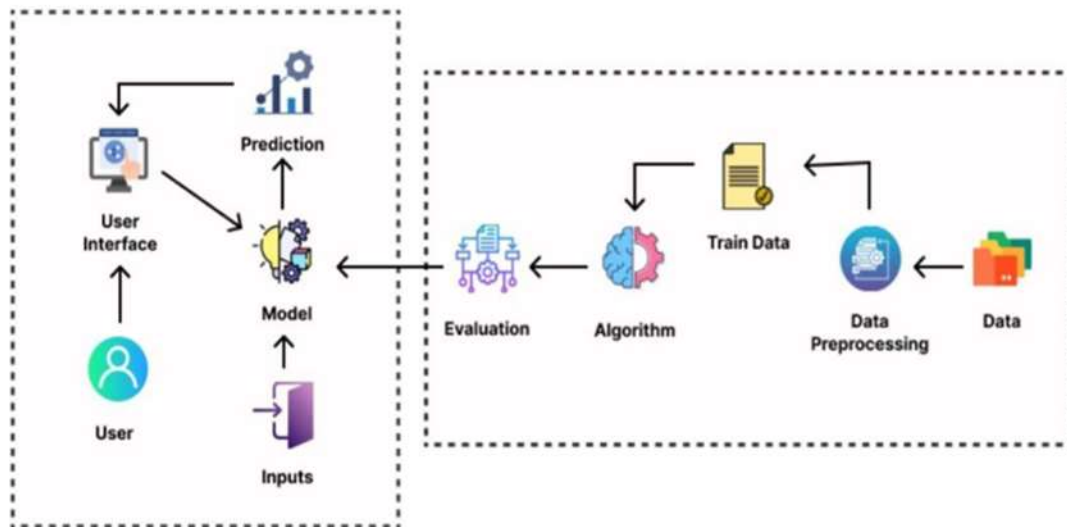 Prediction
User
Interface
Model
User
Inputs
Train Data
Evaluation
Algorithm
Data
Preprocessing
Data